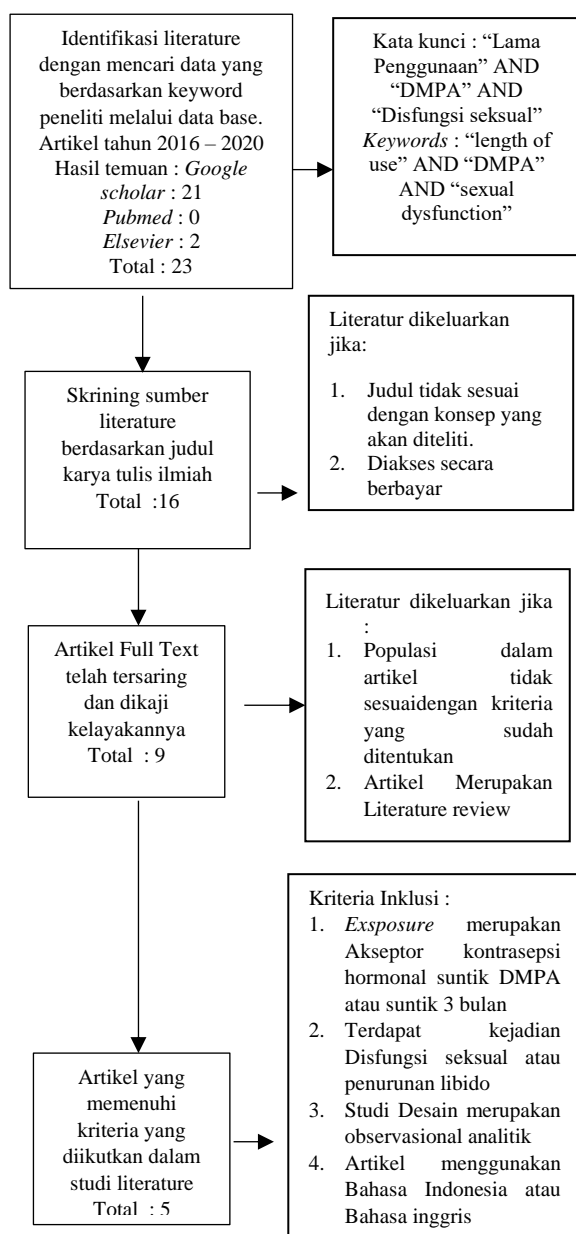 Identifikasi literature
dengan mencari data yang
berdasarkan keyword
peneliti melalui data base.
Artikel tahun 2016 – 2020
Hasil temuan : Google
scholar : 21
Pubmed : 0
Elsevier : 2
Total : 23
Kata kunci : “Lama
Penggunaan” AND
“DMPA” AND
“Disfungsi seksual”
Keywords : “length of
use” AND “DMPA”
AND “sexual
dysfunction”
Skrining sumber
literature
berdasarkan judul
karya tulis ilmiah
Total :16
Literatur dikeluarkan
jika:
1. Judul tidak sesuai
dengan konsep yang
akan diteliti.
2. Diakses secara
berbayar
Artikel Full Text
telah tersaring
dan dikaji
kelayakannya
Total : 9
Literatur dikeluarkan jika
:
1. Populasi dalam
artikel tidak
sesuaidengan kriteria
yang sudah
ditentukan
2. Artikel Merupakan
Literature review
Artikel yang
memenuhi
kriteria yang
diikutkan dalam
studi literature
Total : 5
Kriteria Inklusi :
1. Exsposure merupakan
Akseptor kontrasepsi
hormonal suntik DMPA
atau suntik 3 bulan
2. Terdapat kejadian
Disfungsi seksual atau
penurunan libido
3. Studi Desain merupakan
observasional analitik
4. Artikel menggunakan
Bahasa Indonesia atau
Bahasa inggris